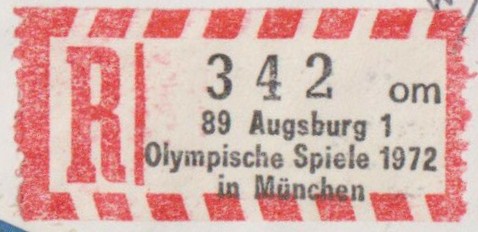 R
342 om
89 Augsburg 1
Olympische Spiele 1972
in München